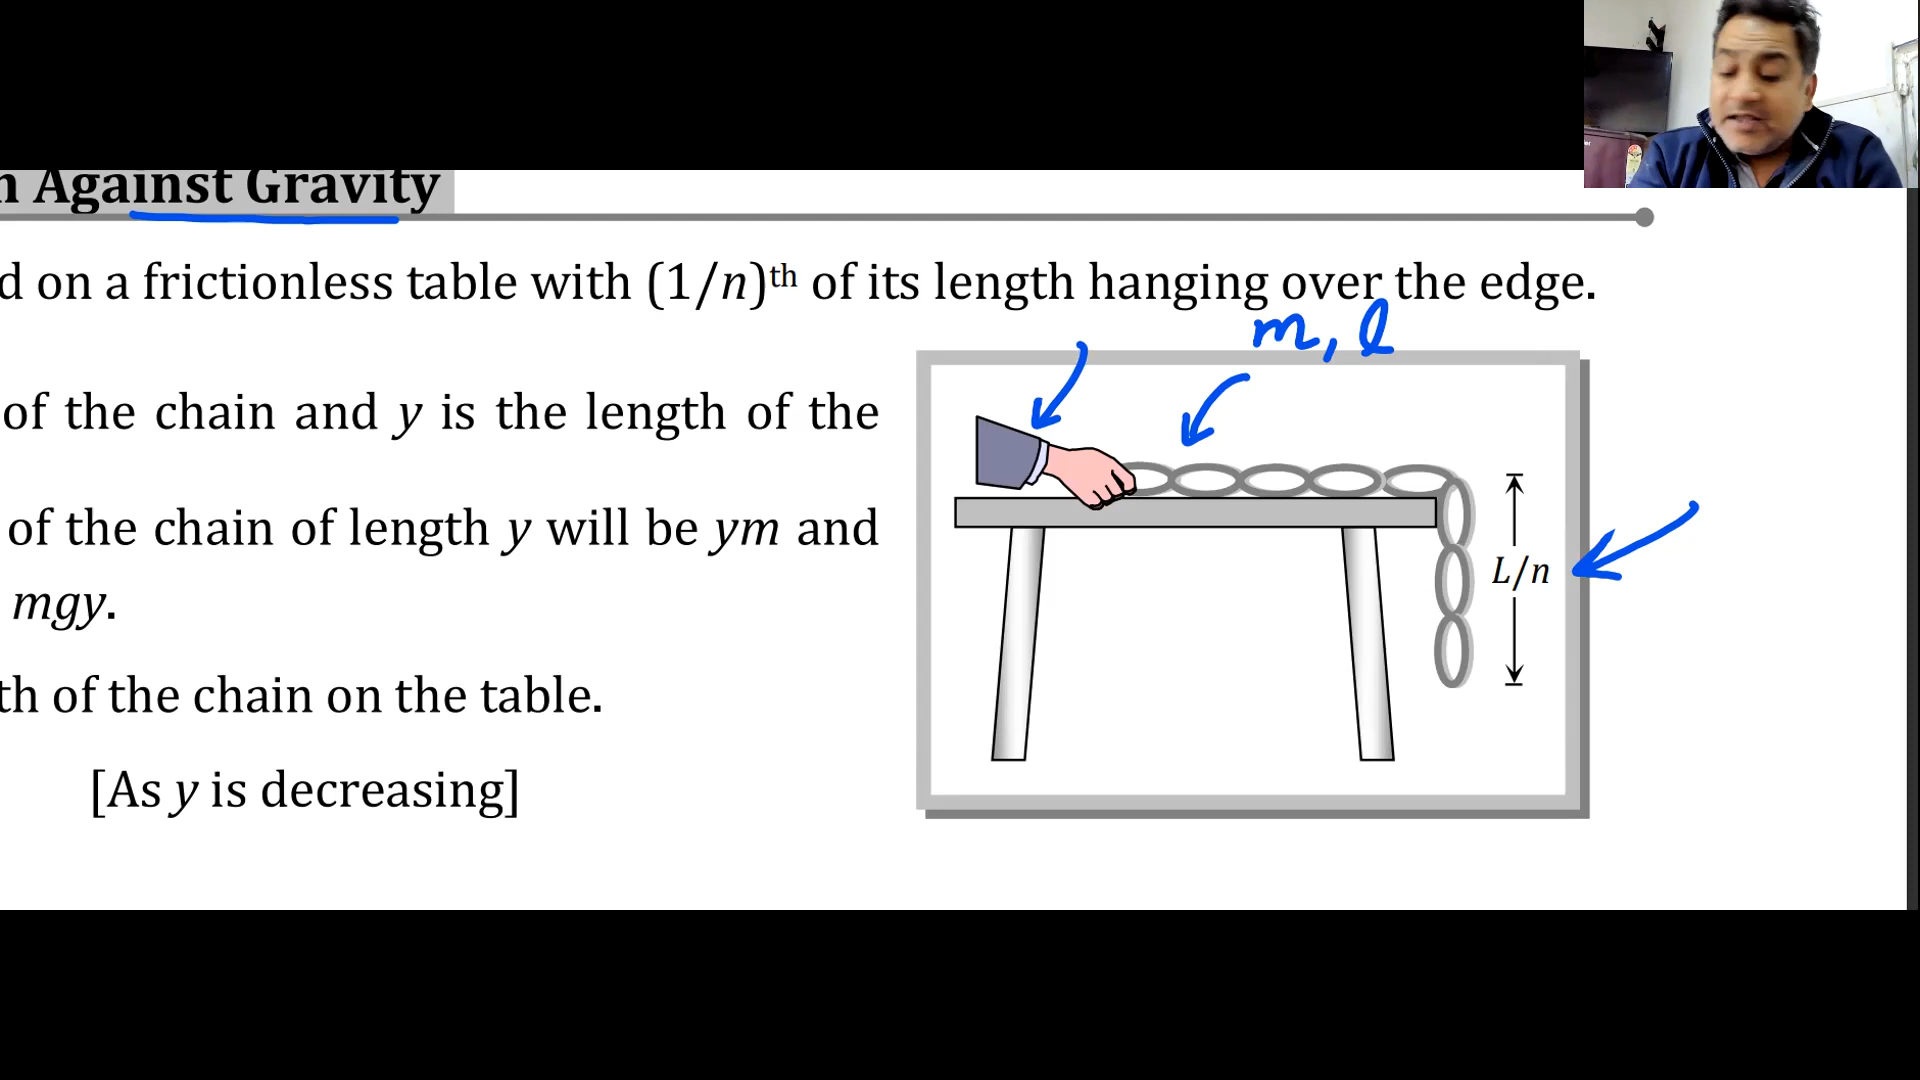 n Against Gravity
d on a frictionless table with (1/n)th of its length hanging over the edge.
m, l
of the chain and y is the length of the
of the chain of length y will be ym and
L/n
mgy.
th of the chain on the table.
[As y is decreasing]